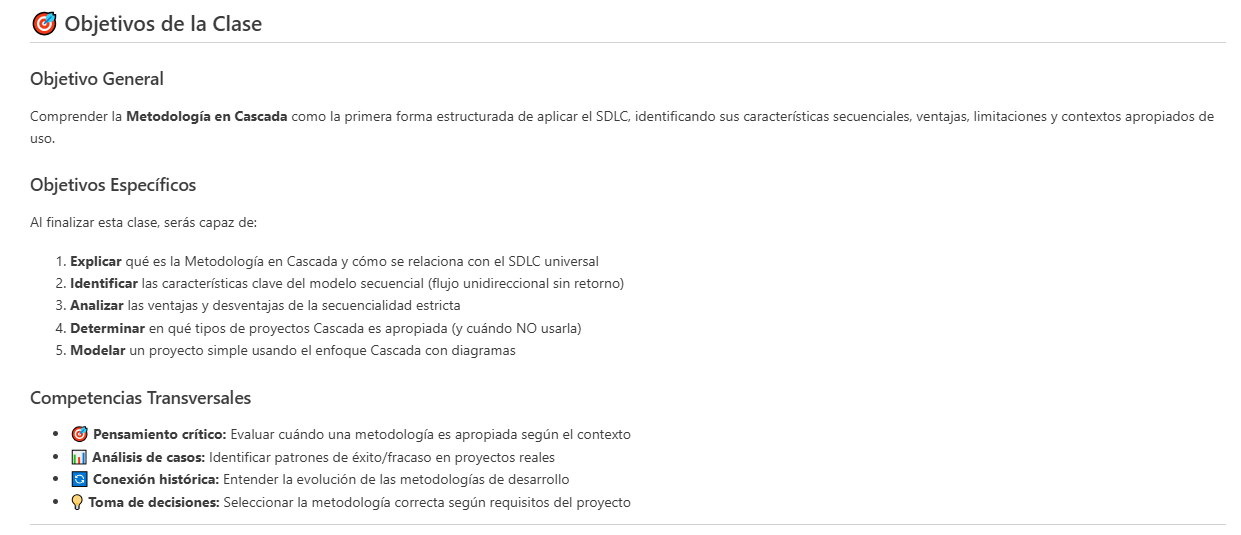 🎯 Objetivos de la Clase
Objetivo General
Comprender la Metodología en Cascada como la primera forma estructurada de aplicar el SDLC, identificando sus características secuenciales, ventajas, limitaciones y contextos apropiados de
uso.
Objetivos Específicos
Al finalizar esta clase, serás capaz de:
1. Explicar qué es la Metodología en Cascada y cómo se relaciona con el SDLC universal
2. Identificar las características clave del modelo secuencial (flujo unidireccional sin retorno)
3. Analizar las ventajas y desventajas de la secuencialidad estricta
4. Determinar en qué tipos de proyectos Cascada es apropiada (y cuándo NO usarla)
5. Modelar un proyecto simple usando el enfoque Cascada con diagramas
Competencias Transversales
• 🎯 Pensamiento crítico: Evaluar cuándo una metodología es apropiada según el contexto
• 📊 Análisis de casos: Identificar patrones de éxito/fracaso en proyectos reales
• 🔄 Conexión histórica: Entender la evolución de las metodologías de desarrollo
• 💡 Toma de decisiones: Seleccionar la metodología correcta según requisitos del proyecto